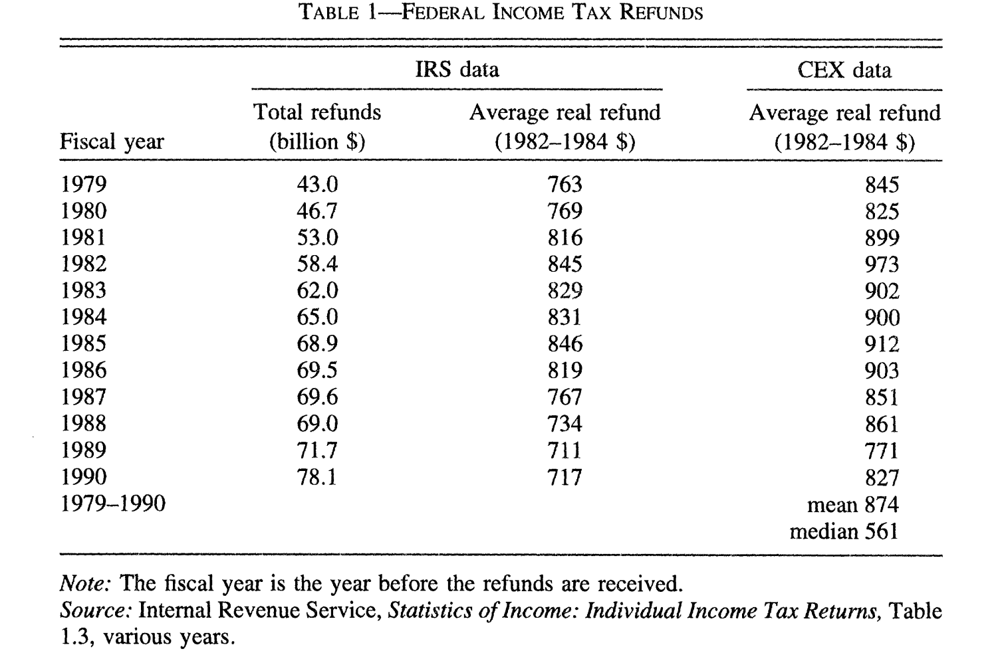 TABLE 1—FEDERAL INCOME TAX REFUNDS
IRS data CEX data
Total refunds Average real refund Average real refund
Fiscal year (billion $) (1982–1984 $) (1982–1984 $)
1979 43.0 763 845
1980 46.7 769 825
1981 53.0 816 899
1982 58.4 845 973
1983 62.0 829 902
1984 65.0 831 900
1985 68.9 846 912
1986 69.5 819 903
1987 69.6 767 851
1988 69.0 734 861
1989 71.7 711 771
1990 78.1 717 827
1979–1990 mean 874
median 561
Note: The fiscal year is the year before the refunds are received.
Source: Internal Revenue Service, Statistics of Income: Individual Income Tax Returns, Table
1.3, various years.